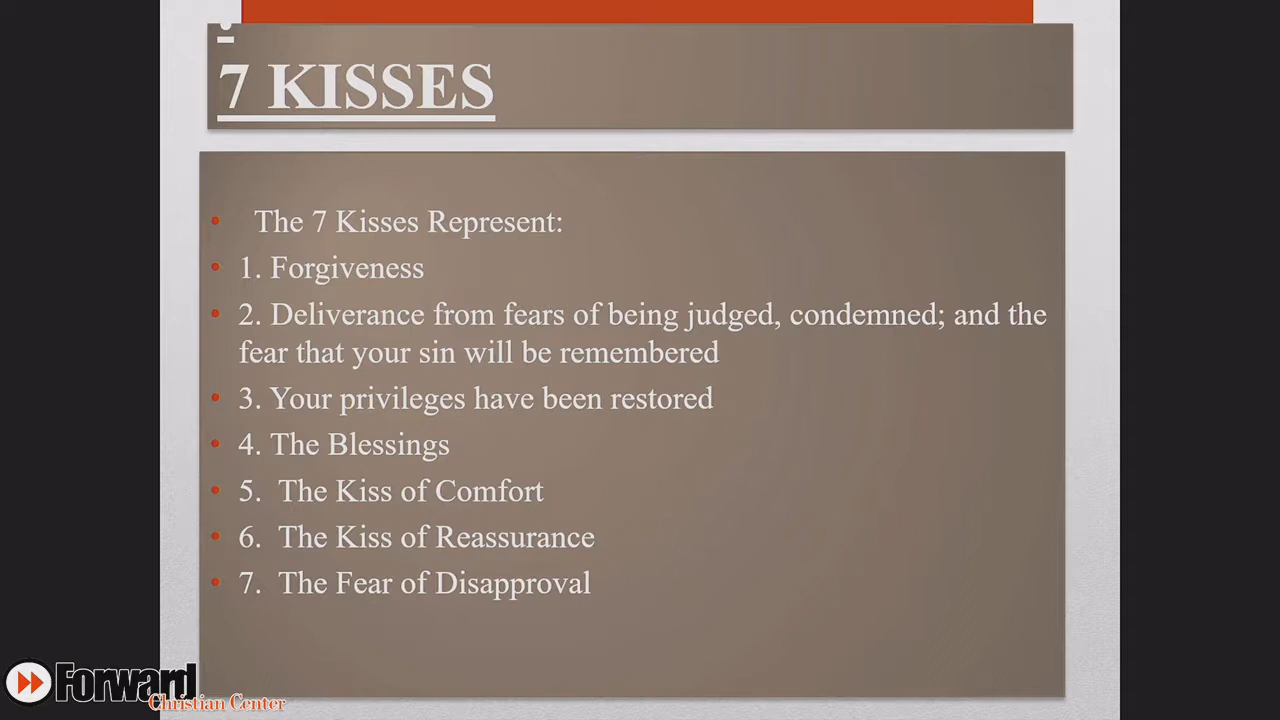 7 KISSES
• The 7 Kisses Represent:
• 1. Forgiveness
• 2. Deliverance from fears of being judged, condemned; and the
fear that your sin will be remembered
• 3. Your privileges have been restored
• 4. The Blessings
• 5. The Kiss of Comfort
• 6. The Kiss of Reassurance
• 7. The Fear of Disapproval
Forward
Christian Center